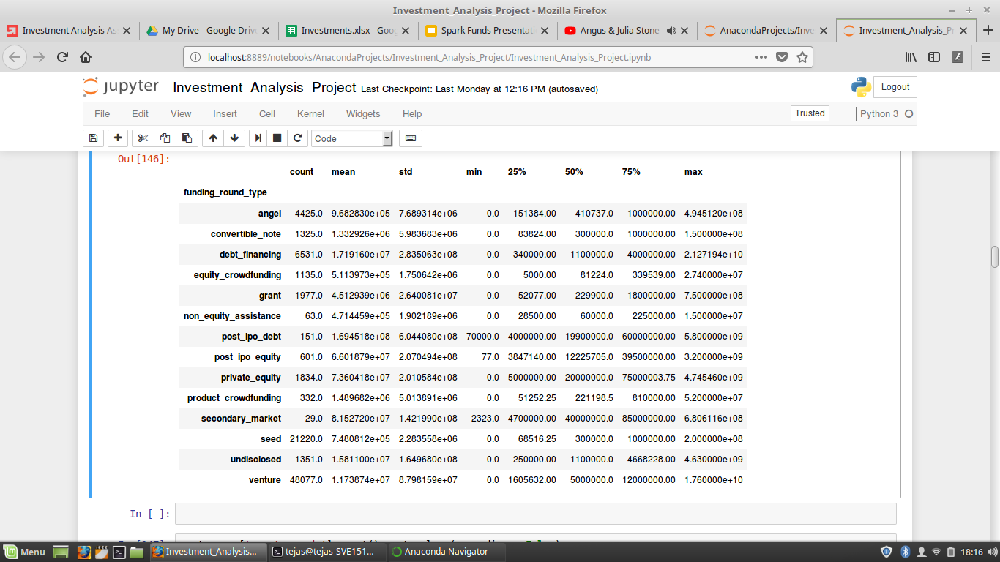 Investment_Analysis_Project - Mozilla Firefox
Investment Analysis As
My Drive - Google Driv
Investments.xlsx - Goo
Spark Funds Presentati
Angus & Julia Stone
AnacondaProjects/Inve
Investment_Analysis_Pr
localhost:8889/notebooks/AnacondaProjects/Investment_Analysis_Project/Investment_Analysis_Project.ipynb
jupyter Investment_Analysis_Project Last Checkpoint: Last Monday at 12:16 PM (autosaved) Logout
File Edit View Insert Cell Kernel Widgets Help Trusted Python 3
Code
Out[146]:
count mean std min 25% 50% 75% max
funding_round_type
angel 4425.0 9.682830e+05 7.689314e+06 0.0 151384.00 410737.0 1000000.00 4.945120e+08
convertible_note 1325.0 1.332926e+06 5.983683e+06 0.0 83824.00 300000.0 1000000.00 1.500000e+08
debt_financing 6531.0 1.719160e+07 2.835063e+08 0.0 340000.00 1100000.0 4000000.00 2.127194e+10
equity_crowdfunding 1135.0 5.113973e+05 1.750642e+06 0.0 5000.00 81224.0 339539.00 2.740000e+07
grant 1977.0 4.512939e+06 2.640081e+07 0.0 52077.00 229900.0 1800000.00 7.500000e+08
non_equity_assistance 63.0 4.714459e+05 1.902189e+06 0.0 28500.00 60000.0 225000.00 1.500000e+07
post_ipo_debt 151.0 1.694518e+08 6.044080e+08 70000.0 4000000.00 19900000.0 60000000.00 5.800000e+09
post_ipo_equity 601.0 6.601879e+07 2.070494e+08 77.0 3847140.00 12225705.0 39500000.00 3.200000e+09
private_equity 1834.0 7.360418e+07 2.010584e+08 0.0 5000000.00 20000000.0 75000003.75 4.745460e+09
product_crowdfunding 332.0 1.489682e+06 5.013891e+06 0.0 51252.25 221198.5 810000.00 5.200000e+07
secondary_market 29.0 8.152720e+07 1.421990e+08 2323.0 4700000.00 40000000.0 85000000.00 6.806116e+08
seed 21220.0 7.480812e+05 2.283558e+06 0.0 68516.25 300000.0 1000000.00 2.000000e+08
undisclosed 1351.0 1.581100e+07 1.649680e+08 0.0 250000.00 1100000.0 4668228.00 4.630000e+09
venture 48077.0 1.173874e+07 8.798159e+07 0.0 1605632.00 5000000.0 12000000.00 1.760000e+10
In [ ]:
Menu Investment_Analysis... tejas@tejas-SVE151... Anaconda Navigator 18:16